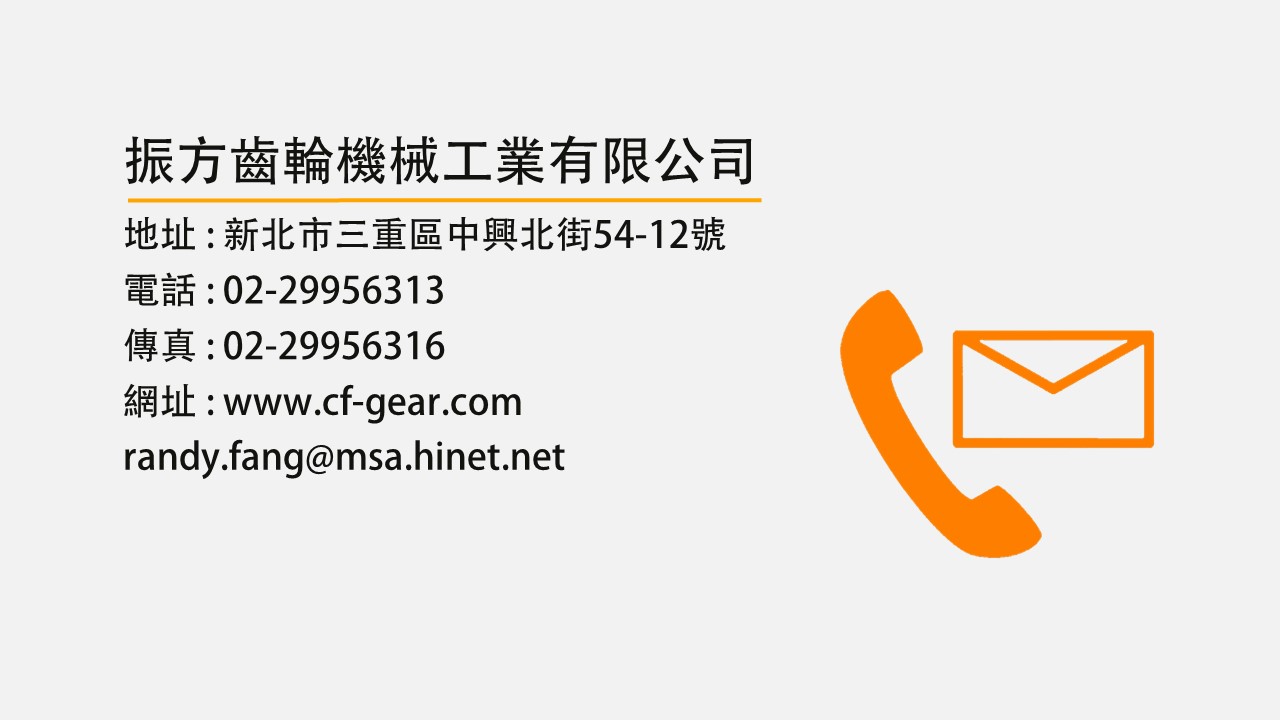 振方齒輪機械工業有限公司
地址 : 新北市三重區中興北街54-12號
電話 : 02-29956313
傳真 : 02-29956316
網址 : www.cf-gear.com
randy.fang@msa.hinet.net